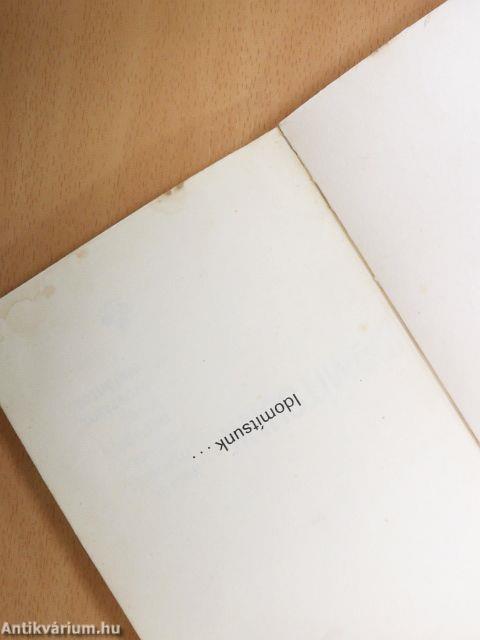 Idomítsunk . . .
Antikvárium.hu